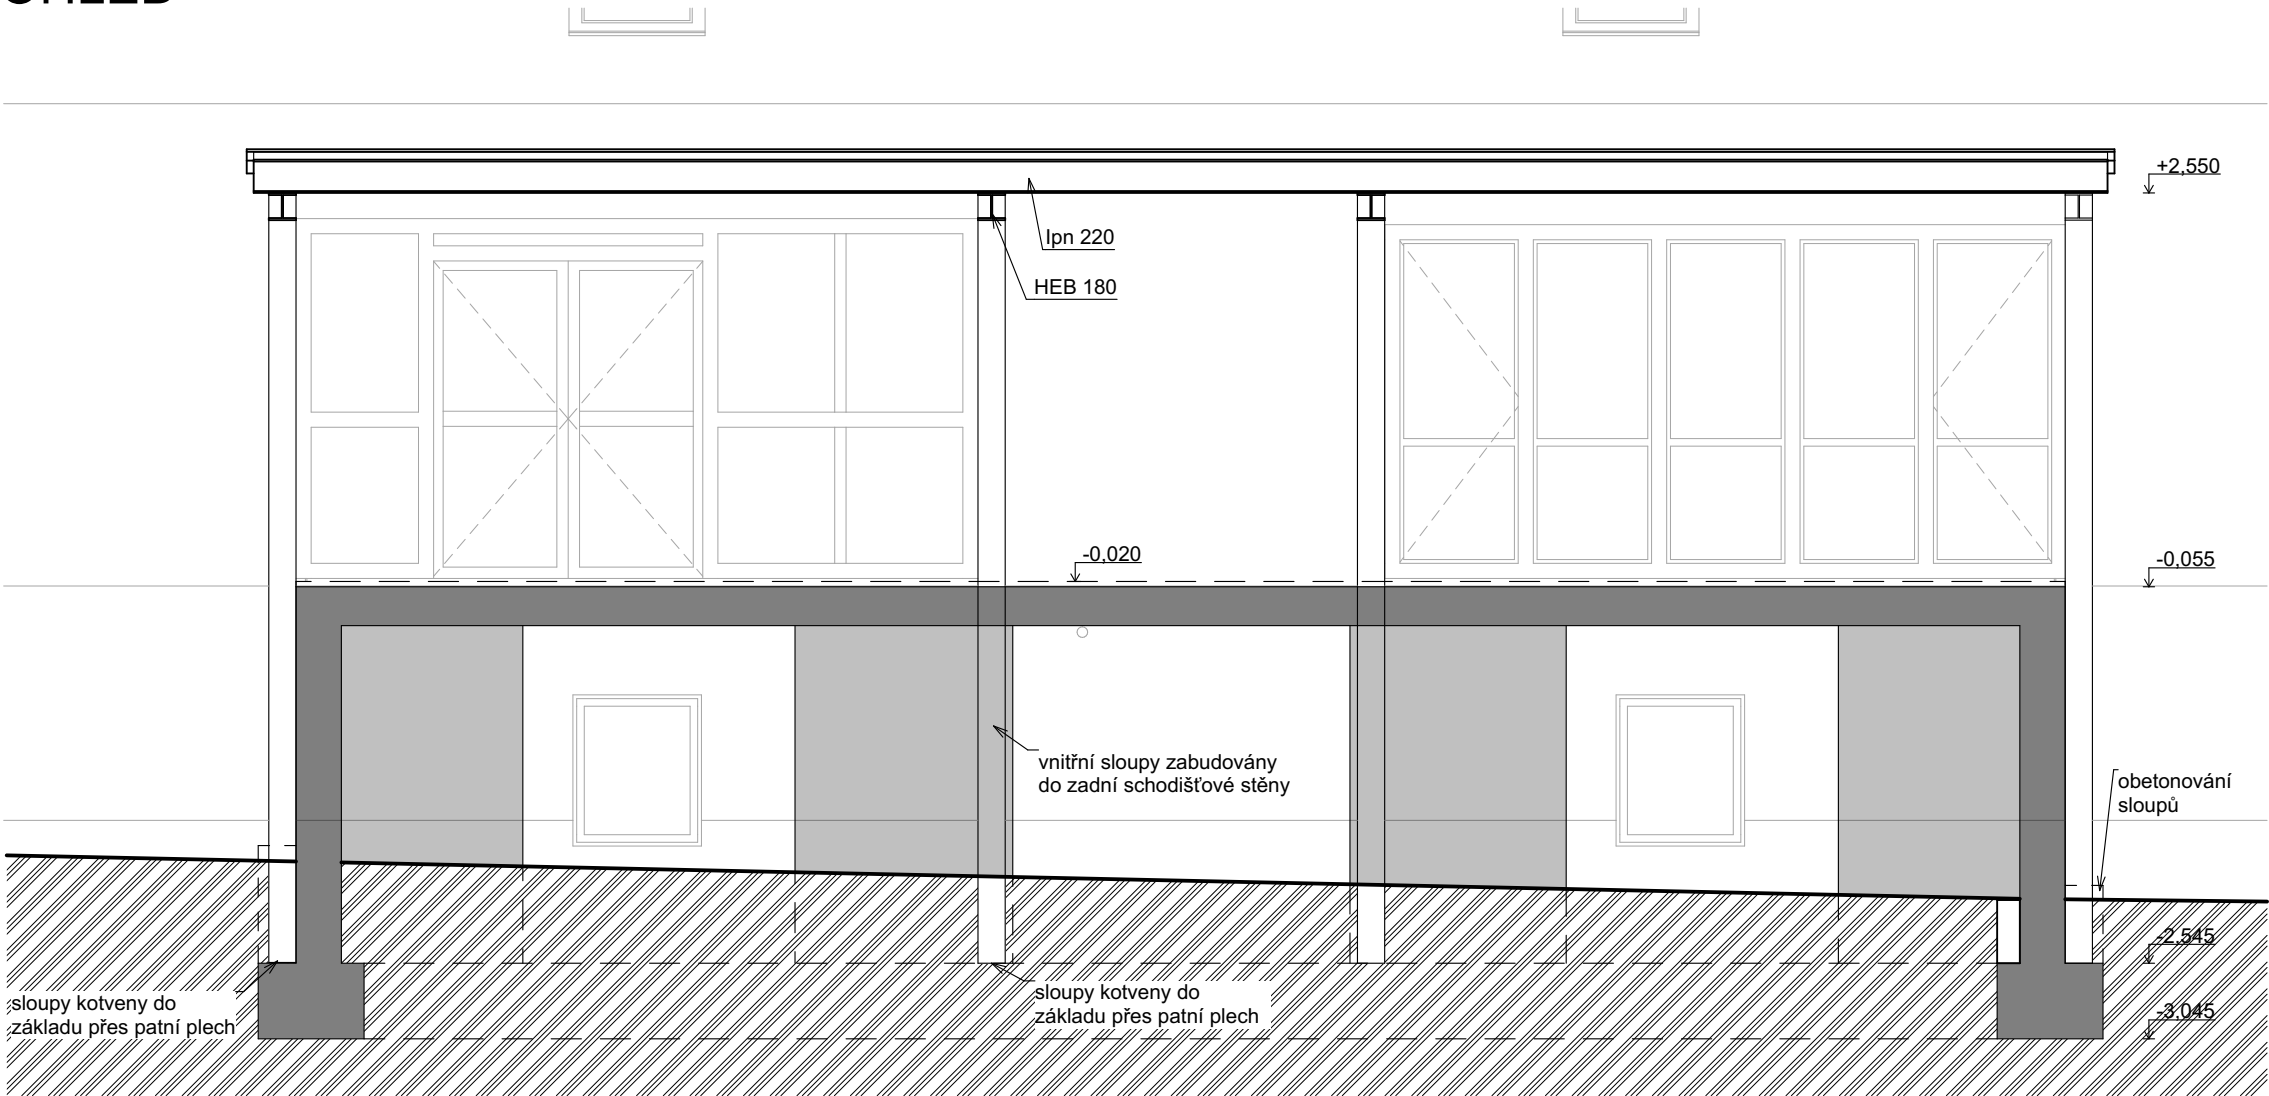 +2,550
Ipn 220
HEB 180
-0,020
-0,055
vnitřní sloupy zabudovány
do zadní schodišťové stěny
obetonování
sloupů
-2,545
sloupy kotveny do
základu přes patní plech
sloupy kotveny do
základu přes patní plech
-3,045